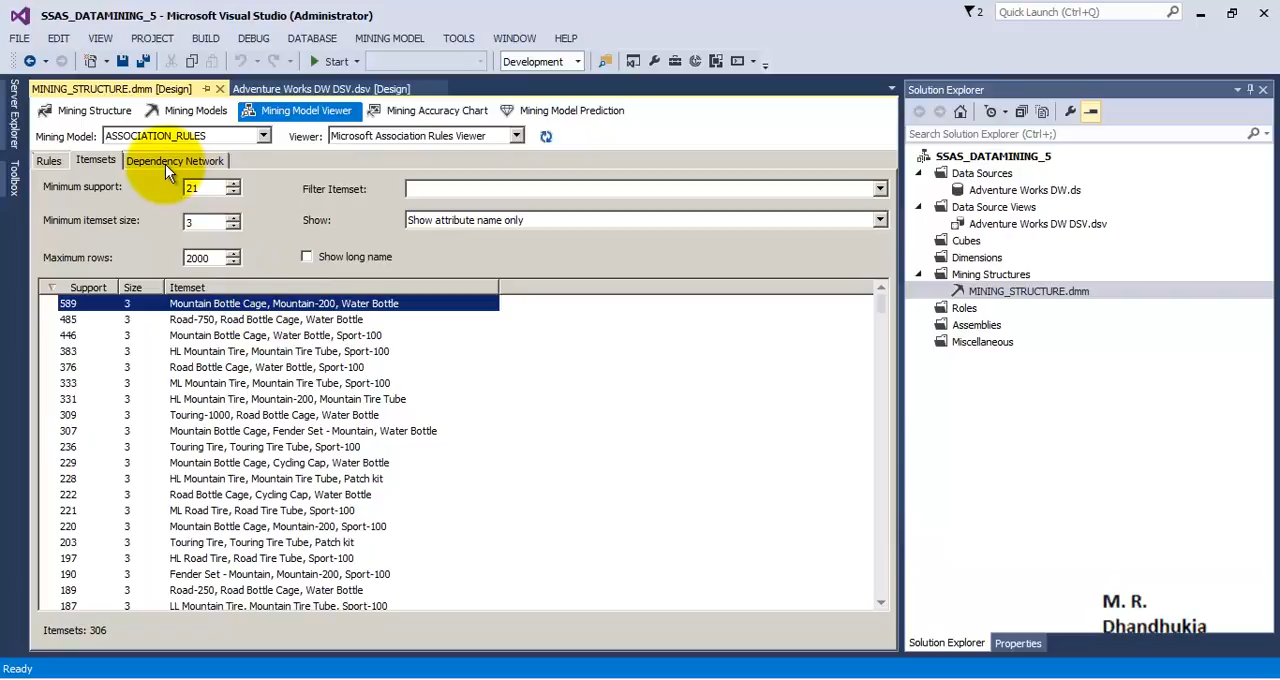 SSAS_DATAMINING_5 - Microsoft Visual Studio (Administrator)
2
Quick Launch (Ctrl+Q)
FILE EDIT VIEW PROJECT BUILD DEBUG DATABASE MINING MODEL TOOLS WINDOW HELP
Start
Development
Server Explorer
Toolbox
MINING_STRUCTURE.dmm [Design]
Adventure Works DW DSV.dsv [Design]
Mining Structure
Mining Models
Mining Model Viewer
Mining Accuracy Chart
Mining Model Prediction
Mining Model: ASSOCIATION_RULES
Viewer: Microsoft Association Rules Viewer
Rules
Itemsets
Dependency Network
Minimum support: 21
Filter Itemset:
Minimum itemset size: 3
Show: Show attribute name only
Maximum rows: 2000
Show long name
Support Size Itemset
589 3 Mountain Bottle Cage, Mountain-200, Water Bottle
485 3 Road-750, Road Bottle Cage, Water Bottle
446 3 Mountain Bottle Cage, Water Bottle, Sport-100
383 3 HL Mountain Tire, Mountain Tire Tube, Sport-100
376 3 Road Bottle Cage, Water Bottle, Sport-100
333 3 ML Mountain Tire, Mountain Tire Tube, Sport-100
331 3 HL Mountain Tire, Mountain-200, Mountain Tire Tube
309 3 Touring-1000, Road Bottle Cage, Water Bottle
307 3 Mountain Bottle Cage, Fender Set - Mountain, Water Bottle
236 3 Touring Tire, Touring Tire Tube, Sport-100
229 3 Mountain Bottle Cage, Cycling Cap, Water Bottle
228 3 HL Mountain Tire, Mountain Tire Tube, Patch kit
222 3 Road Bottle Cage, Cycling Cap, Water Bottle
221 3 ML Road Tire, Road Tire Tube, Sport-100
220 3 Mountain Bottle Cage, Mountain-200, Sport-100
203 3 Touring Tire, Touring Tire Tube, Patch kit
197 3 HL Road Tire, Road Tire Tube, Sport-100
190 3 Fender Set - Mountain, Mountain-200, Sport-100
189 3 Road-250, Road Bottle Cage, Water Bottle
187 3 LL Mountain Tire, Mountain Tire Tube, Sport-100
Itemsets: 306
Solution Explorer
Search Solution Explorer (Ctrl+;)
SSAS_DATAMINING_5
Data Sources
Adventure Works DW.ds
Data Source Views
Adventure Works DW DSV.dsv
Cubes
Dimensions
Mining Structures
MINING_STRUCTURE.dmm
Roles
Assemblies
Miscellaneous
M. R.
Dhandhukia
Solution Explorer
Properties
Ready